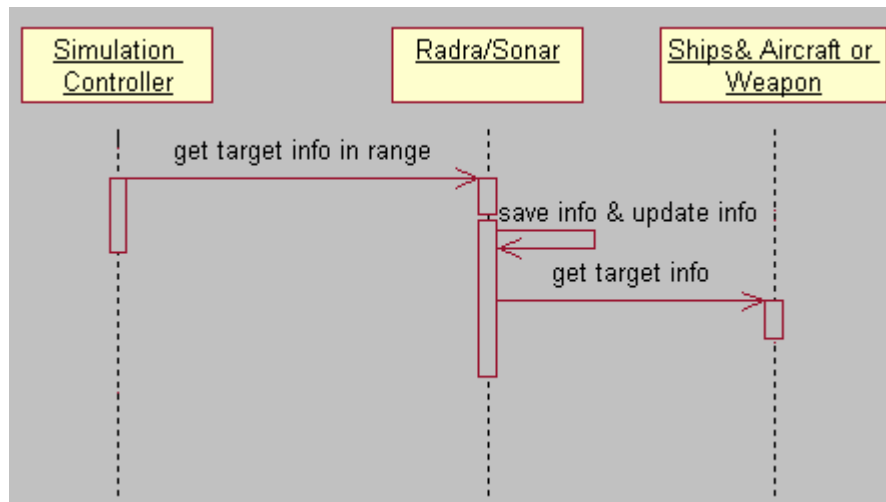 Simulation
Controller
Radra/Sonar
Ships& Aircraft or
Weapon
get target info in range
save info & update info
get target info